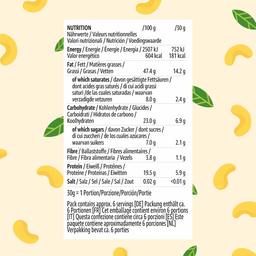 NUTRITION /100 g /30 g
Nährwerte / Valeurs nutritionnelles /
Valori nutrizionali / Nutrición / Voedingswaarde
Energy / Energie / Énergie / Energia / 2507 kJ 752 kJ
Valor energético 604 kcal 181 kcal
Fat / Fett / Matières grasses /
Grassi / Grasas / Vetten 47.4 g 14.2 g
of which saturates / davon gesättigte Fettsäuren /
dont acides gras saturés / di cui acidi grassi
saturi /de las cuales saturadas / waarvan
verzadigde vetzuren 8.0 g 2.4 g
Carbohydrate / Kohlenhydrate / Glucides /
Carboidrati / Hidratos de carbono /
Koolhydraten 23.0 g 6.9 g
of which sugars / davon Zucker / dont sucres /
di cui zuccheri / de los cuales azúcares /
waarvan suikers 7.0 g 2.1 g
Fibre / Ballaststoffe / Fibres alimentaires /
Fibre / Fibra alimentaria / Vezels 3.8 g 1.1 g
Protein / Eiweiß / Protéines /
Proteine / Proteínas / Eiwitten 19.5 g 5.9 g
Salt / Salz / Sel / Sale / Sal / Zout 0.02 g <0.01 g
30g = 1 Portion/Porzione/Porción/Portie
Pack contains approx. 6 servings [DE] Packung enthält ca.
6 Portionen [FR] Cet emballage contient environ 6 portions
[IT] Questa confezione contiene circa 6 porzioni [ES] Este
paquete contiene aproximadamente 6 porciones [NL]
Verpakking bevat ca. 6 porties